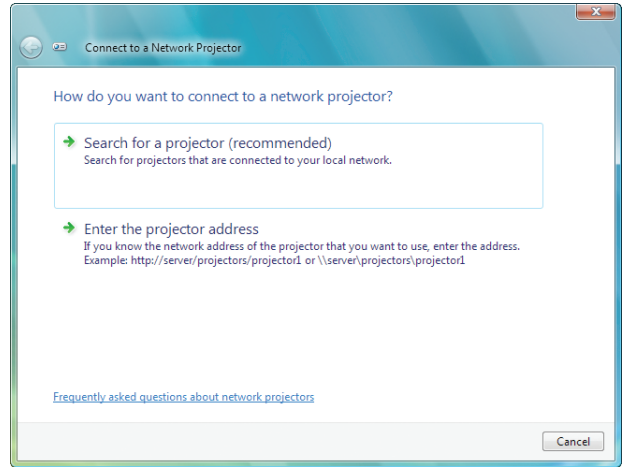 Connect to a Network Projector
How do you want to connect to a network projector?
Search for a projector (recommended)
Search for projectors that are connected to your local network.
Enter the projector address
If you know the network address of the projector that you want to use, enter the address.
Example: http://server/projectors/projector1 or \\server\projectors\projector1
Frequently asked questions about network projectors
Cancel